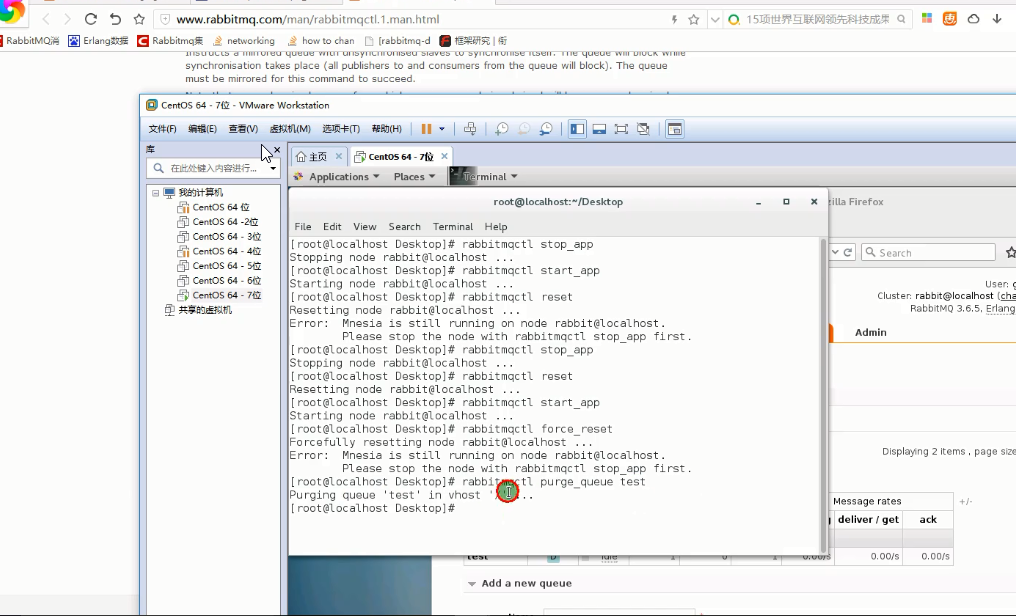 www.rabbitmq.com/man/rabbitmqctl.1.man.html
15项世界互联网领先科技成果
RabbitMQ消 Erlang数据 Rabbitmq集 networking how to chan [rabbitmq-d 框架研究 | 衔
instructs a mirrored queue with unsynchronised slaves to synchronise itself. The queue will block while
synchronisation takes place (all publishers to and consumers from the queue will block). The queue
must be mirrored for this command to succeed.
CentOS 64 - 7位 - VMware Workstation
文件(F) 编辑(E) 查看(V) 虚拟机(M) 选项卡(T) 帮助(H)
库
在此处键入内容进行...
我的计算机
CentOS 64 位
CentOS 64 -2位
CentOS 64 - 3位
CentOS 64 - 4位
CentOS 64 - 5位
CentOS 64 - 6位
CentOS 64 - 7位
共享的虚拟机
主页 CentOS 64 - 7位
Applications Places Terminal
root@localhost:~/Desktop
File Edit View Search Terminal Help
[root@localhost Desktop]# rabbitmqctl stop_app
Stopping node rabbit@localhost ...
[root@localhost Desktop]# rabbitmqctl start_app
Starting node rabbit@localhost ...
[root@localhost Desktop]# rabbitmqctl reset
Resetting node rabbit@localhost ...
Error: Mnesia is still running on node rabbit@localhost.
Please stop the node with rabbitmqctl stop_app first.
[root@localhost Desktop]# rabbitmqctl stop_app
Stopping node rabbit@localhost ...
[root@localhost Desktop]# rabbitmqctl reset
Resetting node rabbit@localhost ...
[root@localhost Desktop]# rabbitmqctl start_app
Starting node rabbit@localhost ...
[root@localhost Desktop]# rabbitmqctl force_reset
Forcefully resetting node rabbit@localhost ...
Error: Mnesia is still running on node rabbit@localhost.
Please stop the node with rabbitmqctl stop_app first.
[root@localhost Desktop]# rabbitmqctl purge_queue test
Purging queue 'test' in vhost '/' ...
[root@localhost Desktop]#
zilla Firefox
Search
User: g
Cluster: rabbit@localhost (cha
RabbitMQ 3.6.5, Erlang
Admin
Displaying 2 items , page size
Message rates +/-
deliver / get ack
test D idle 1 0 1 0.00/s 0.00/s 0.00/s
Add a new queue